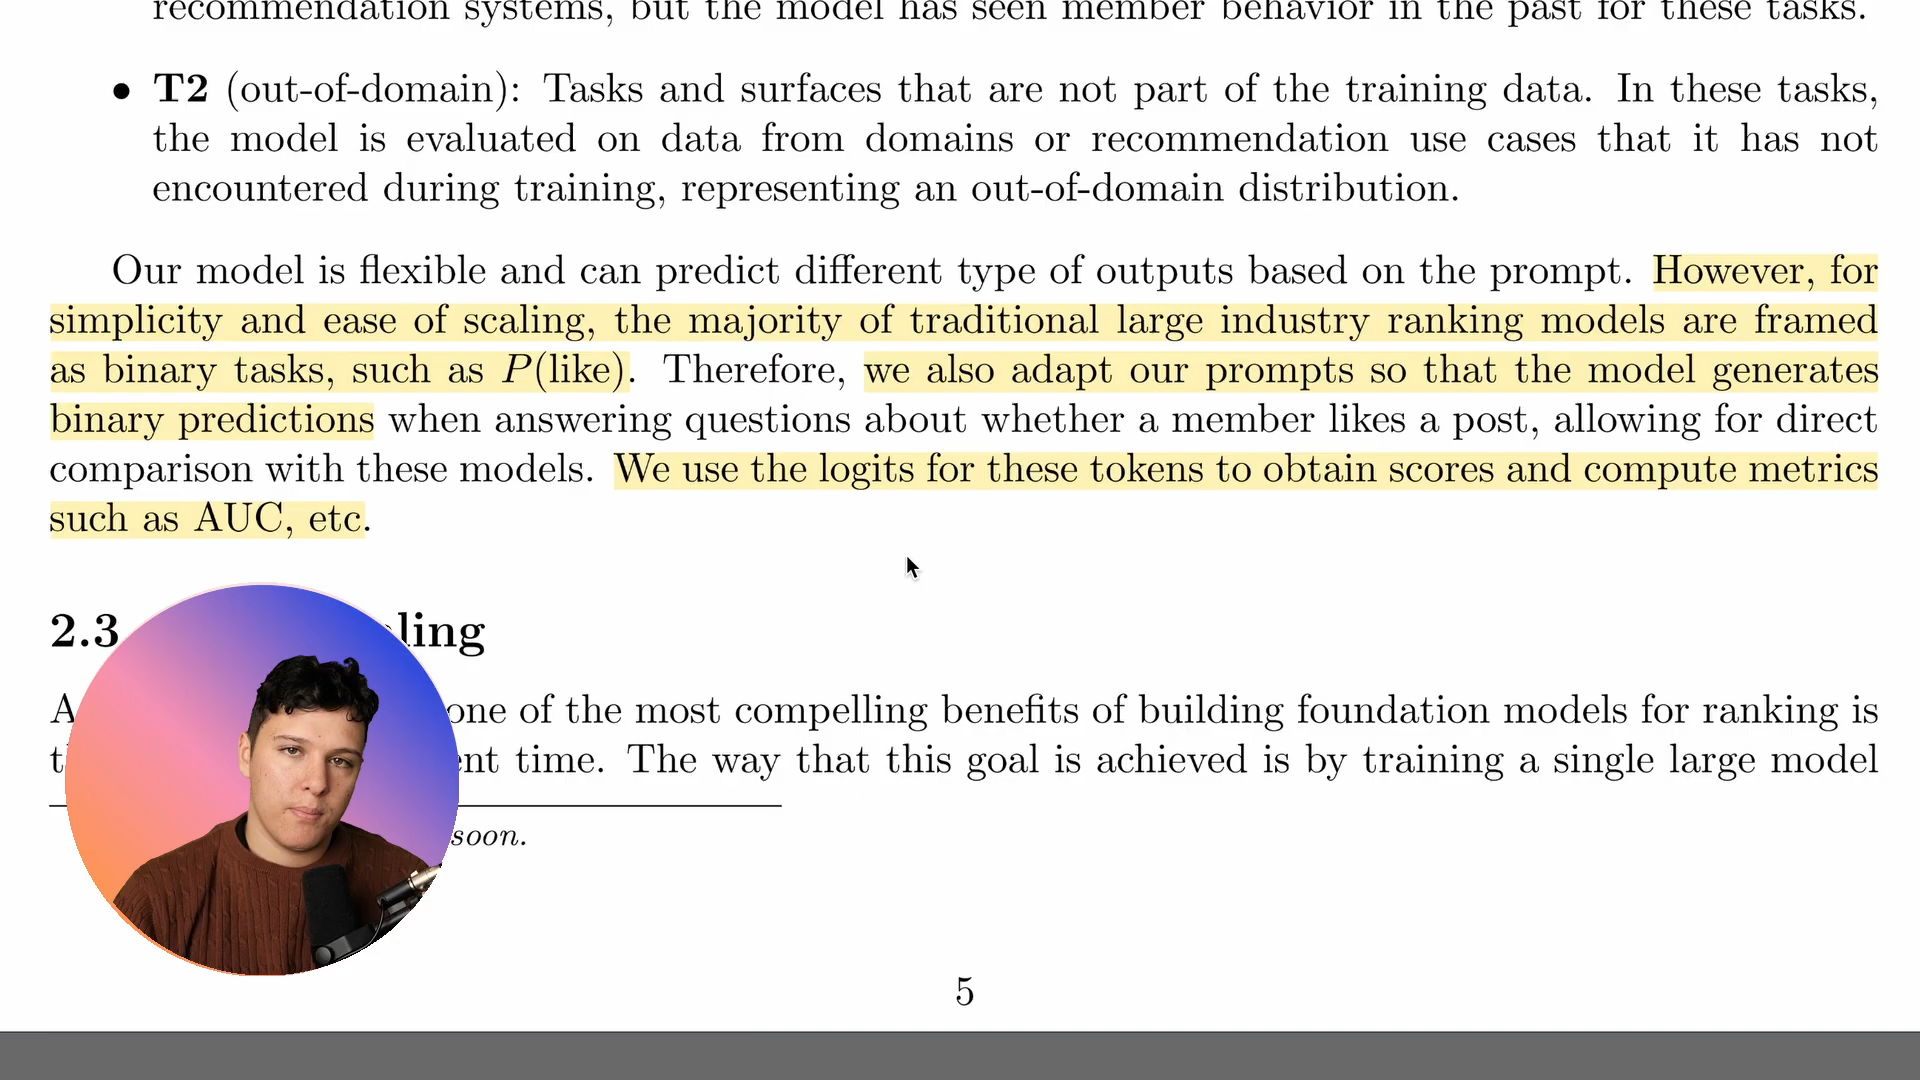 recommendation systems, but the model has seen member behavior in the past for these tasks.
• T2 (out-of-domain): Tasks and surfaces that are not part of the training data. In these tasks,
the model is evaluated on data from domains or recommendation use cases that it has not
encountered during training, representing an out-of-domain distribution.
Our model is flexible and can predict different type of outputs based on the prompt. However, for
simplicity and ease of scaling, the majority of traditional large industry ranking models are framed
as binary tasks, such as P(like). Therefore, we also adapt our prompts so that the model generates
binary predictions when answering questions about whether a member likes a post, allowing for direct
comparison with these models. We use the logits for these tokens to obtain scores and compute metrics
such as AUC, etc.
2.3
one of the most compelling benefits of building foundation models for ranking is
time. The way that this goal is achieved is by training a single large model
soon.
5